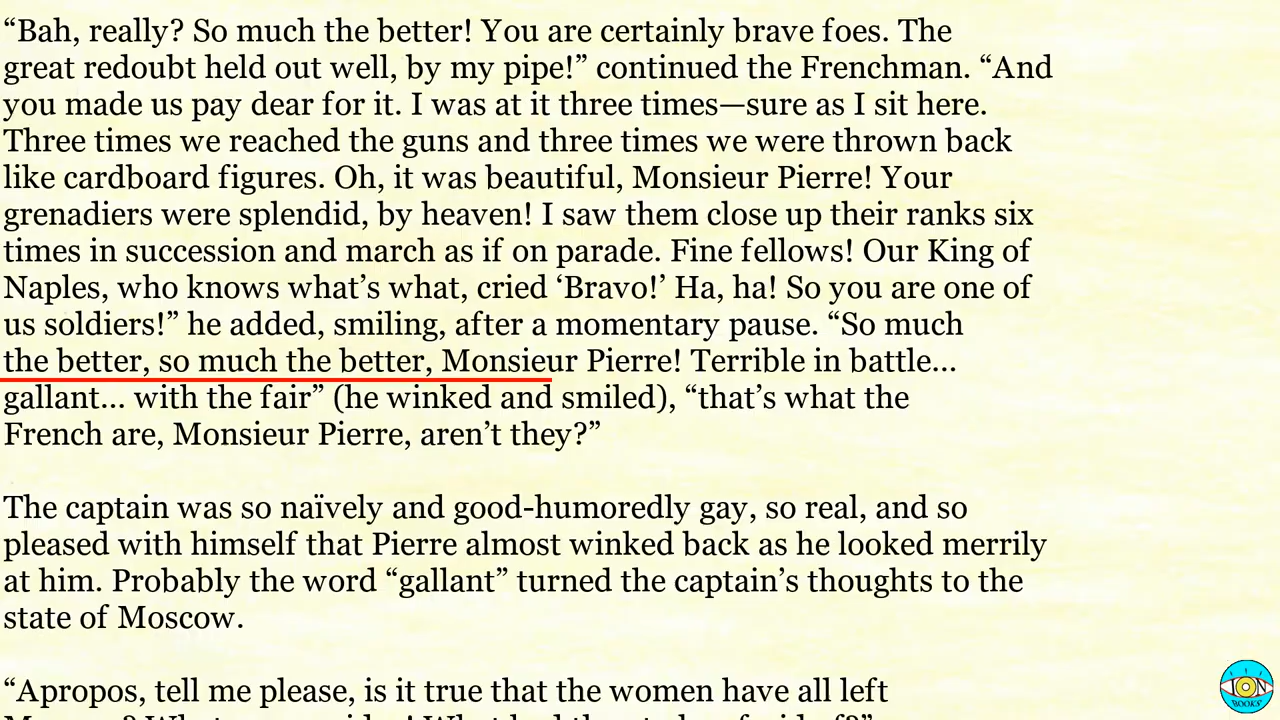 “Bah, really? So much the better! You are certainly brave foes. The
great redoubt held out well, by my pipe!” continued the Frenchman. “And
you made us pay dear for it. I was at it three times—sure as I sit here.
Three times we reached the guns and three times we were thrown back
like cardboard figures. Oh, it was beautiful, Monsieur Pierre! Your
grenadiers were splendid, by heaven! I saw them close up their ranks six
times in succession and march as if on parade. Fine fellows! Our King of
Naples, who knows what’s what, cried ‘Bravo!’ Ha, ha! So you are one of
us soldiers!” he added, smiling, after a momentary pause. “So much
the better, so much the better, Monsieur Pierre! Terrible in battle...
gallant... with the fair” (he winked and smiled), “that’s what the
French are, Monsieur Pierre, aren’t they?”
The captain was so naïvely and good-humoredly gay, so real, and so
pleased with himself that Pierre almost winked back as he looked merrily
at him. Probably the word “gallant” turned the captain’s thoughts to the
state of Moscow.
“Apropos, tell me please, is it true that the women have all left
ION
BOOKS